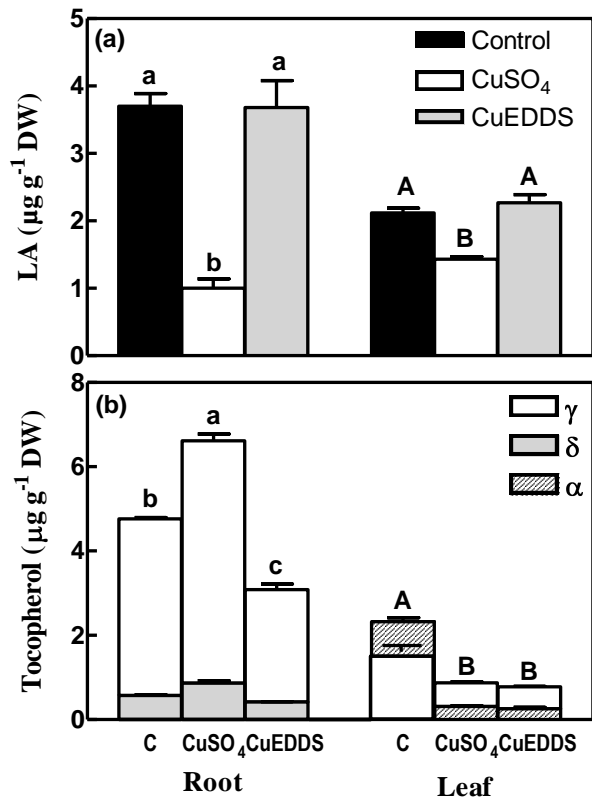 (a)
Control
CuSO₄
CuEDDS
LA (µg g⁻¹ DW)
5
4
3
2
1
0
a
b
a
A
B
A
(b)
γ
δ
α
Tocopherol (µg g⁻¹ DW)
8
6
4
2
0
b
a
c
A
B
B
C CuSO₄ CuEDDS C CuSO₄ CuEDDS
Root Leaf